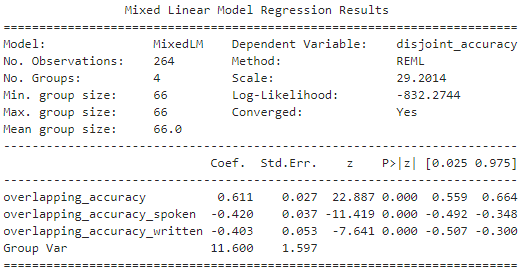 Mixed Linear Model Regression Results
================================================================
Model: MixedLM Dependent Variable: disjoint_accuracy
No. Observations: 264 Method: REML
No. Groups: 4 Scale: 29.2014
Min. group size: 66 Log-Likelihood: -832.2744
Max. group size: 66 Converged: Yes
Mean group size: 66.0
----------------------------------------------------------------
Coef. Std.Err. z P>|z| [0.025 0.975]
----------------------------------------------------------------
overlapping_accuracy 0.611 0.027 22.887 0.000 0.559 0.664
overlapping_accuracy_spoken -0.420 0.037 -11.419 0.000 -0.492 -0.348
overlapping_accuracy_written -0.403 0.053 -7.641 0.000 -0.507 -0.300
Group Var 11.600 1.597
================================================================